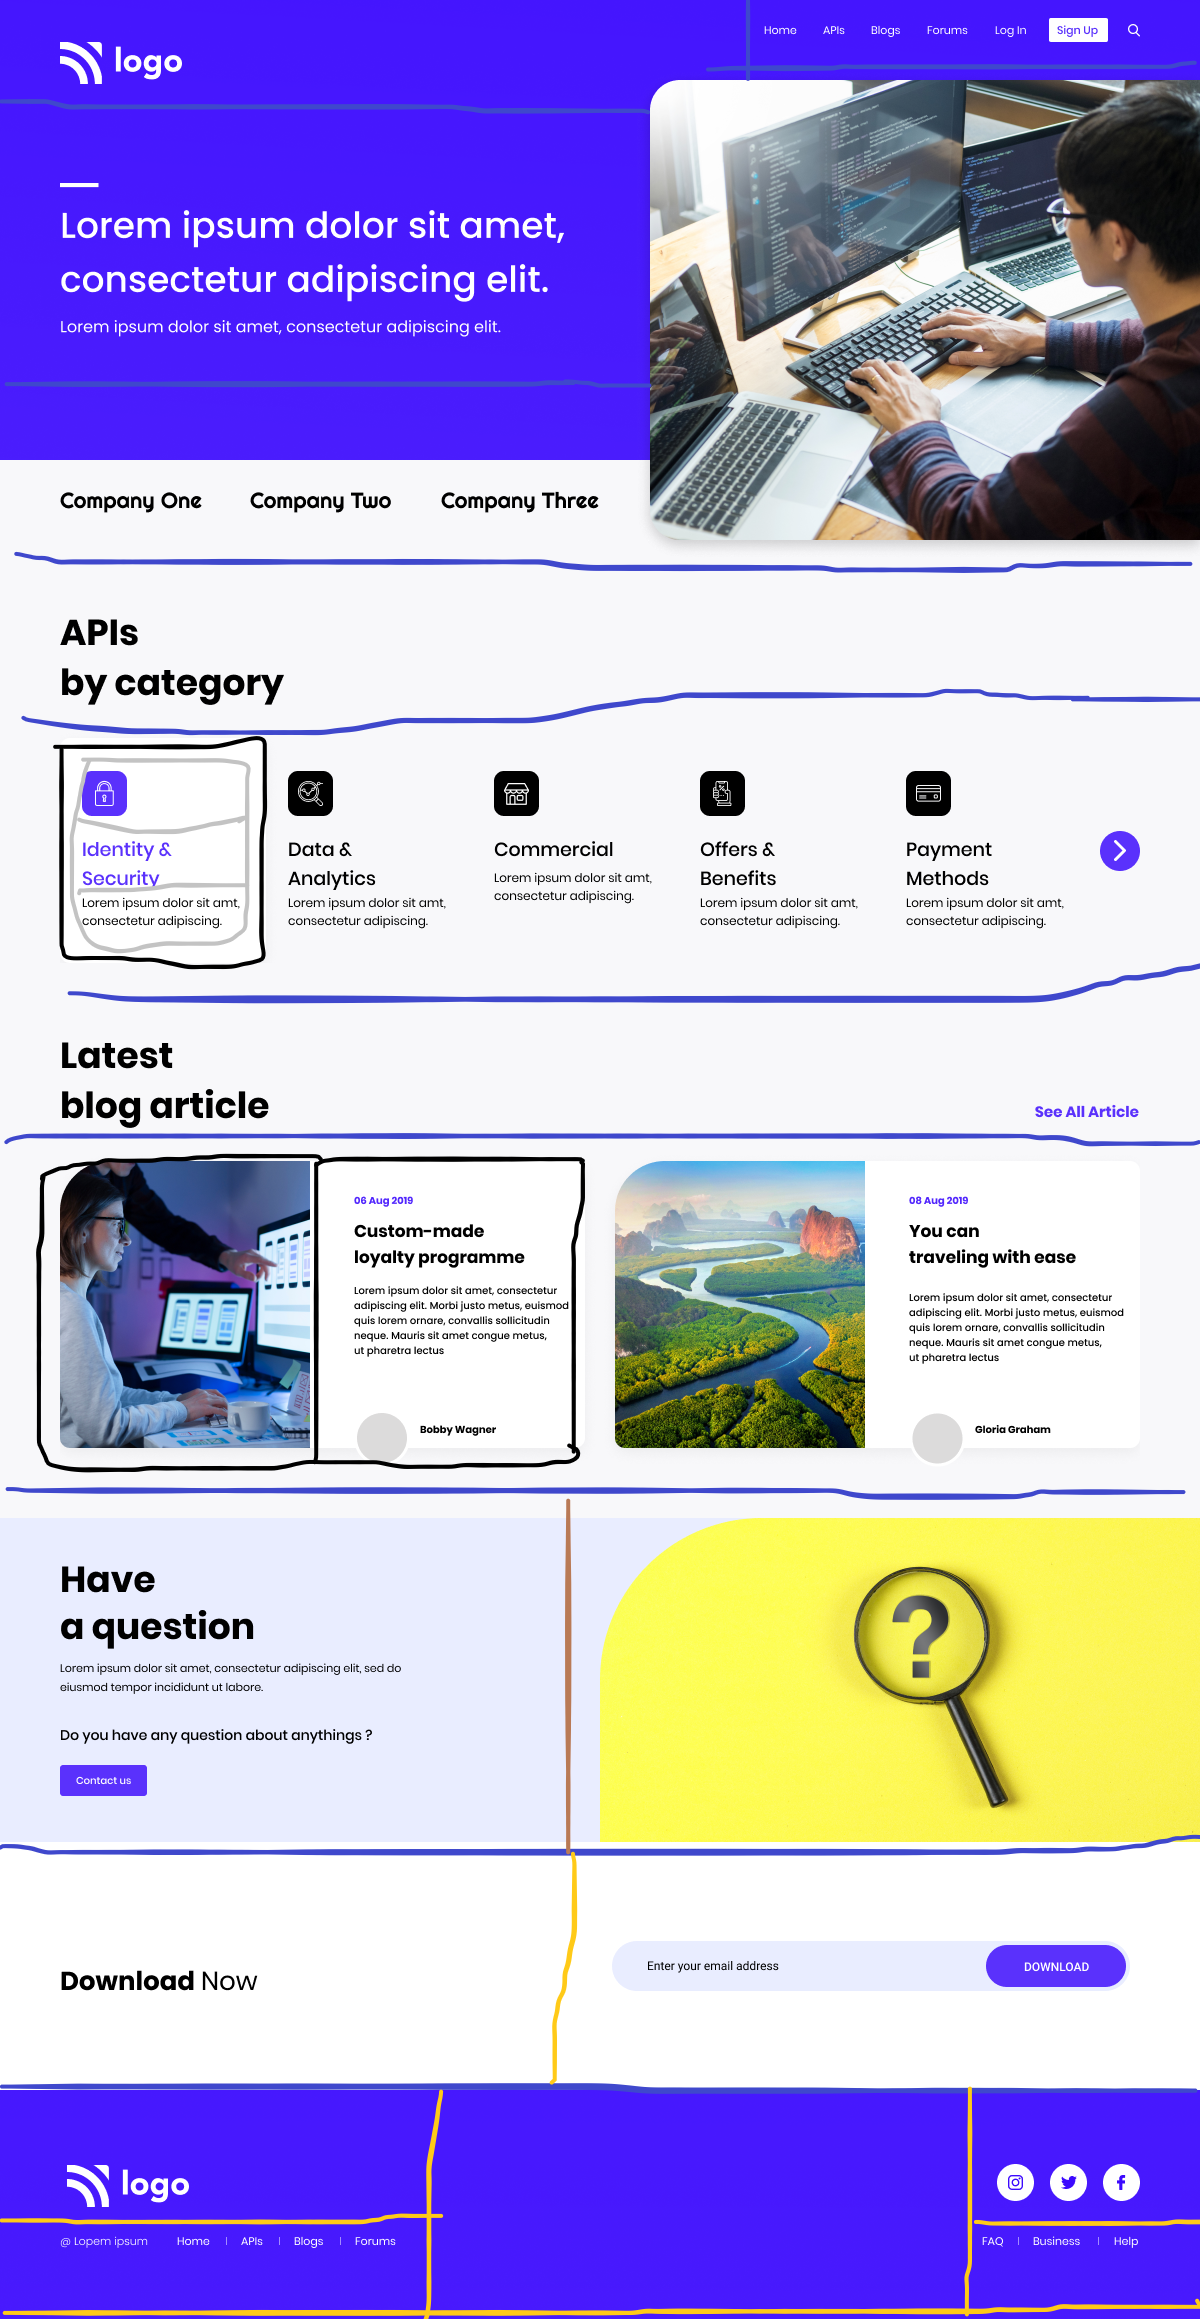 Home APIs Blogs Forums Log In Sign Up
logo
Lorem ipsum dolor sit amet,
consectetur adipiscing elit.
Lorem ipsum dolor sit amet, consectetur adipiscing elit.
Company One Company Two Company Three
APIs
by category
Identity &
Security
Lorem ipsum dolor sit amt,
consectetur adipiscing.
Data &
Analytics
Lorem ipsum dolor sit amt,
consectetur adipiscing.
Commercial
Lorem ipsum dolor sit amt,
consectetur adipiscing.
Offers &
Benefits
Lorem ipsum dolor sit amt,
consectetur adipiscing.
Payment
Methods
Lorem ipsum dolor sit amt,
consectetur adipiscing.
Latest
blog article
See All Article
06 Aug 2019
Custom-made
loyalty programme
Lorem ipsum dolor sit amet, consectetur
adipiscing elit. Morbi justo metus, euismod
quis lorem ornare, convallis sollicitudin
neque. Mauris sit amet congue metus,
ut pharetra lectus
Bobby Wagner
08 Aug 2019
You can
traveling with ease
Lorem ipsum dolor sit amet, consectetur
adipiscing elit. Morbi justo metus, euismod
quis lorem ornare, convallis sollicitudin
neque. Mauris sit amet congue metus,
ut pharetra lectus
Gloria Graham
Have
a question
Lorem ipsum dolor sit amet, consectetur adipiscing elit, sed do
eiusmod tempor incididunt ut labore.
Do you have any question about anythings ?
Contact us
?
Download Now
Enter your email address
DOWNLOAD
logo
@ Lopem ipsum Home | APIs | Blogs | Forums
FAQ | Business | Help